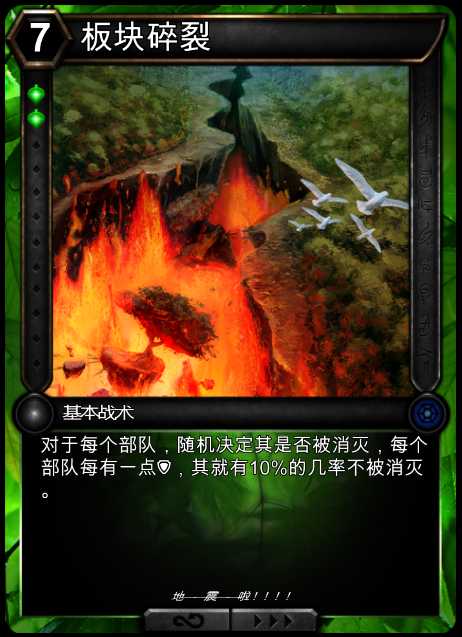 7 板块碎裂
基本战术
对于每个部队，随机决定其是否被消灭，每个
部队每有一点，其就有10%的几率不被消灭
。
地——震——啦！！！！